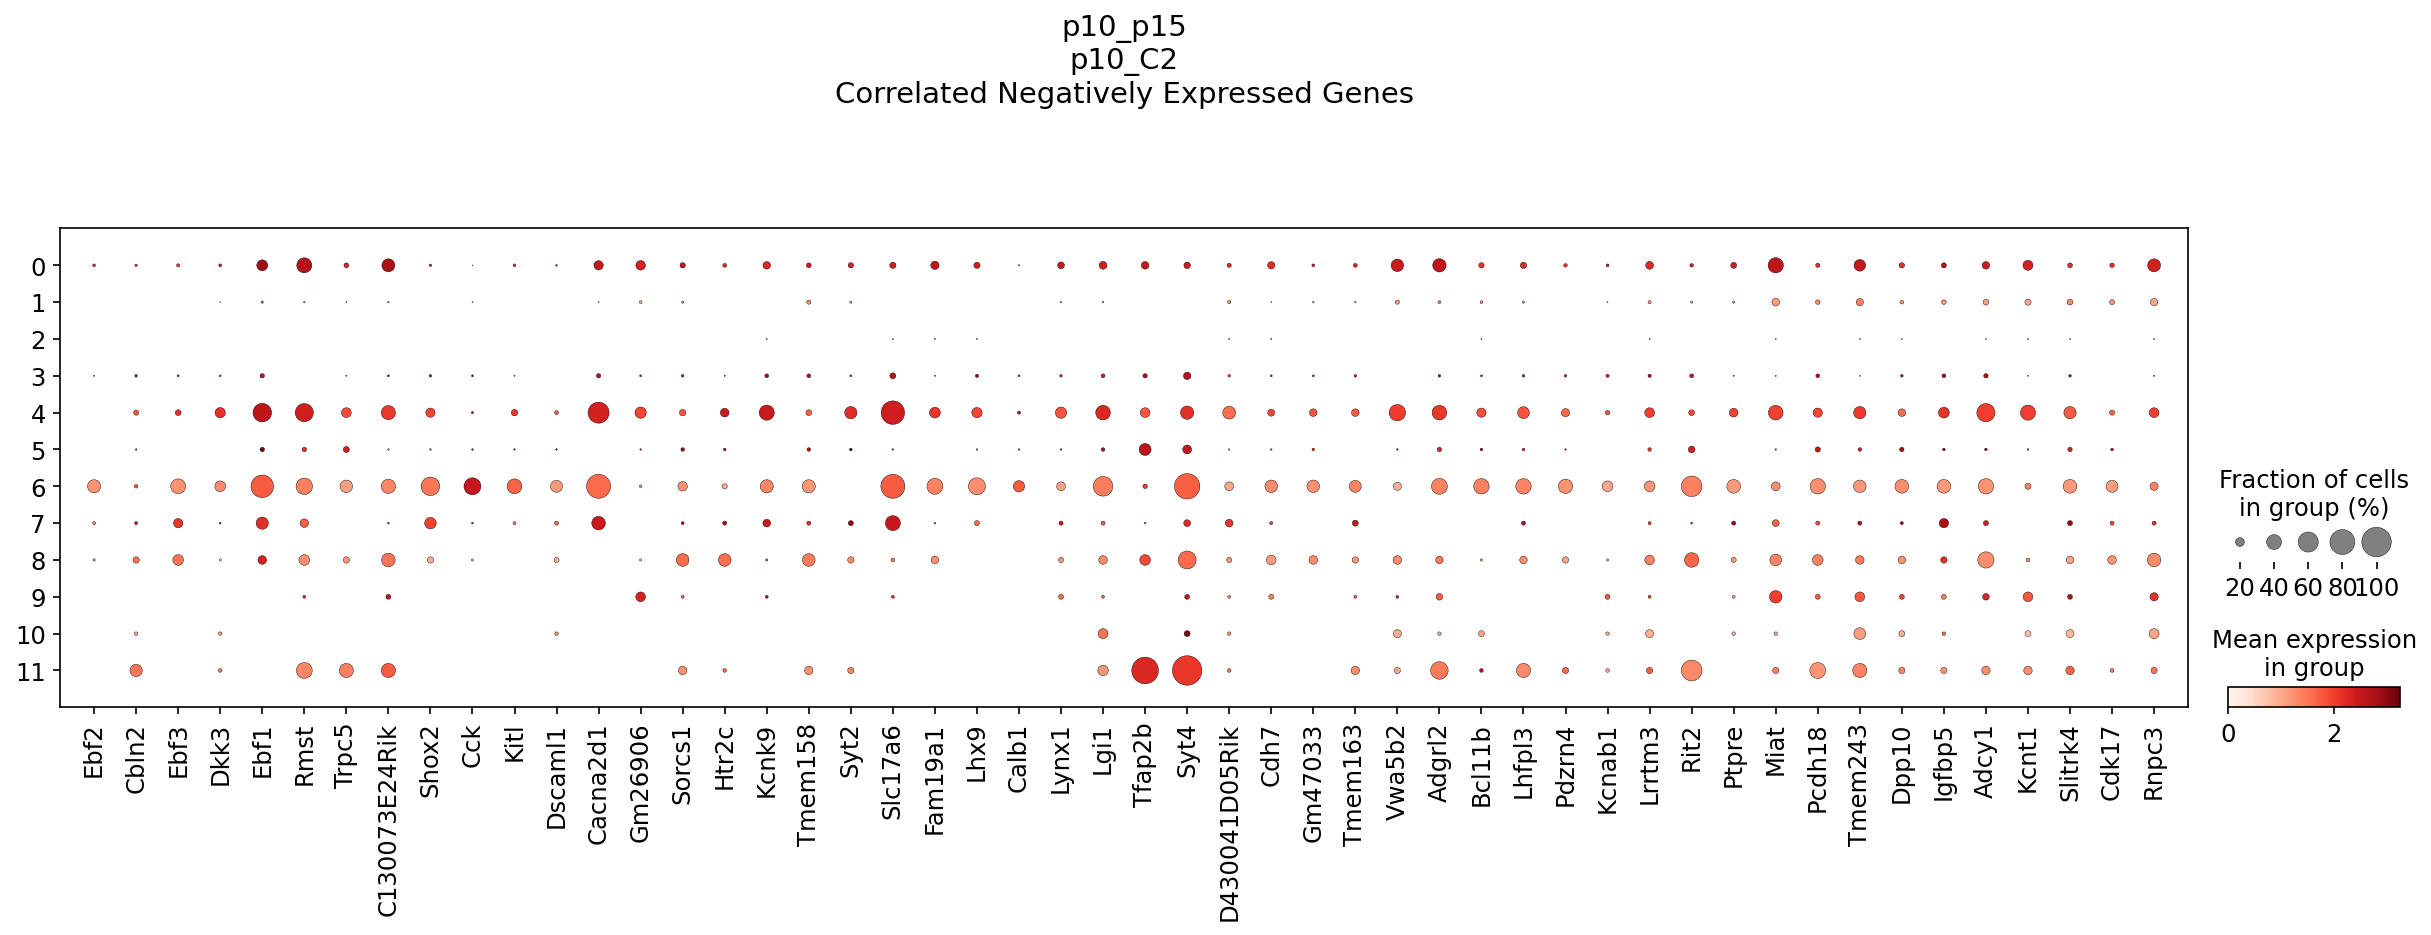 p10_p15
p10_C2
Correlated Negatively Expressed Genes
0
1
2
3
4
5
6
7
8
9
10
11
Ebf2
Cbln2
Ebf3
Dkk3
Ebf1
Rmst
Trpc5
C130073E24Rik
Shox2
Cck
Kitl
Dscaml1
Cacna2d1
Gm26906
Sorcs1
Htr2c
Kcnk9
Tmem158
Syt2
Slc17a6
Fam19a1
Lhx9
Calb1
Lynx1
Lgi1
Tfap2b
Syt4
D430041D05Rik
Cdh7
Gm47033
Tmem163
Vwa5b2
Adgrl2
Bcl11b
Lhfpl3
Pdzrn4
Kcnab1
Lrrtm3
Rit2
Ptpre
Miat
Pcdh18
Tmem243
Dpp10
Igfbp5
Adcy1
Kcnt1
Slitrk4
Cdk17
Rnpc3
Fraction of cells
in group (%)
20 40 60 80 100
Mean expression
in group
0 2